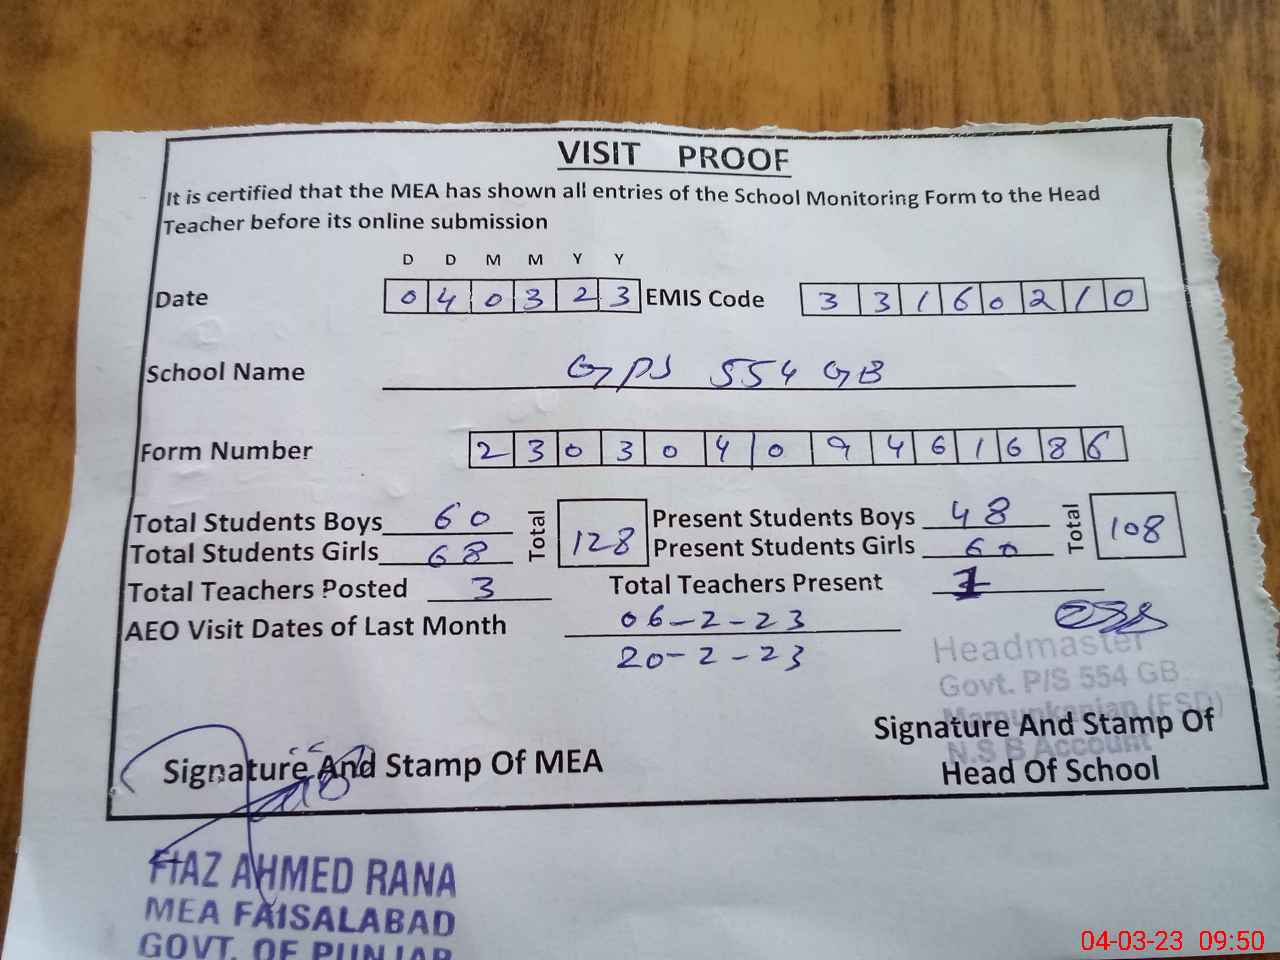 VISIT PROOF
It is certified that the MEA has shown all entries of the School Monitoring Form to the Head
Teacher before its online submission
D D M M Y Y
Date 0 4 0 3 2 3 EMIS Code 3 3 1 6 0 2 1 0
School Name GPS 554 GB
Form Number 2 3 0 3 0 4 0 9 4 6 1 6 8 6
Total Students Boys 60 Total 128 Present Students Boys 48 Total 108
Total Students Girls 68 Present Students Girls 60
Total Teachers Posted 3 Total Teachers Present 1
AEO Visit Dates of Last Month 06-2-23
20-2-23
Headmaster
Govt. P/S 554 GB
Mamunkanjan (FSD)
N.S B Account
Signature And Stamp Of MEA
Signature And Stamp Of
Head Of School
FIAZ AHMED RANA
MEA FAISALABAD
GOVT. OF PUNJAB
04-03-23 09:50